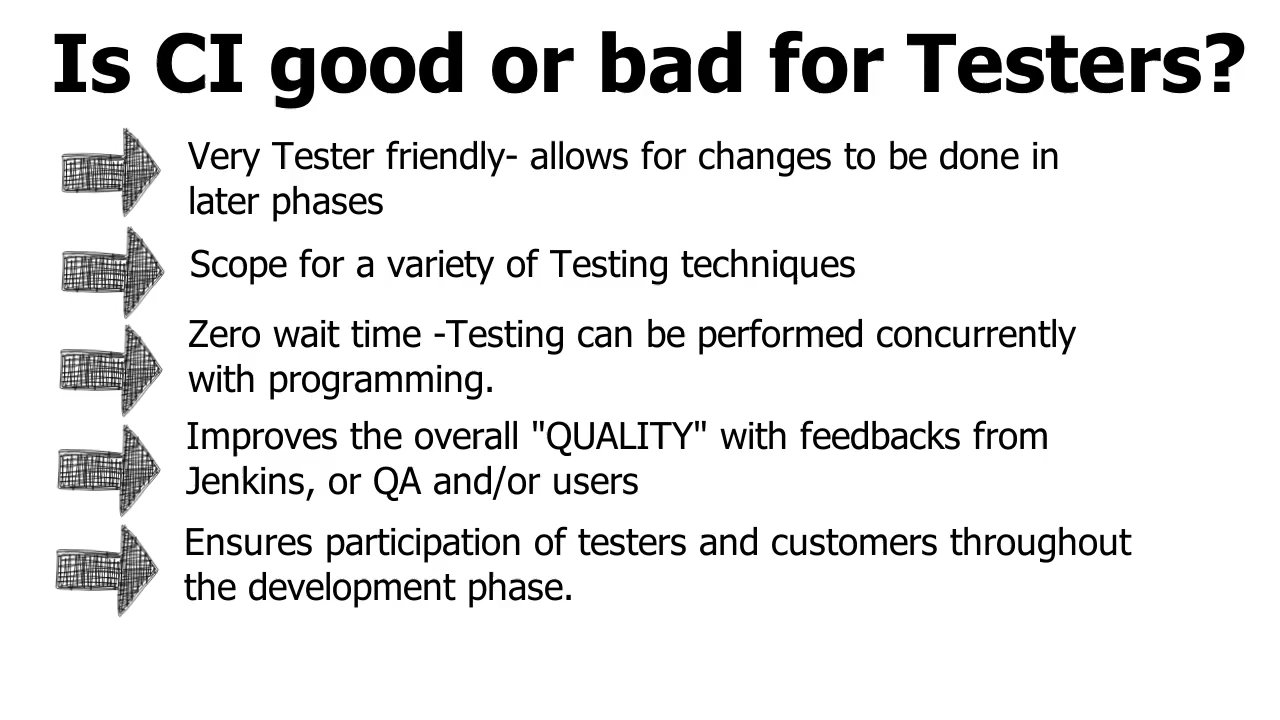 Is CI good or bad for Testers?
Very Tester friendly- allows for changes to be done in
later phases
Scope for a variety of Testing techniques
Zero wait time -Testing can be performed concurrently
with programming.
Improves the overall "QUALITY" with feedbacks from
Jenkins, or QA and/or users
Ensures participation of testers and customers throughout
the development phase.